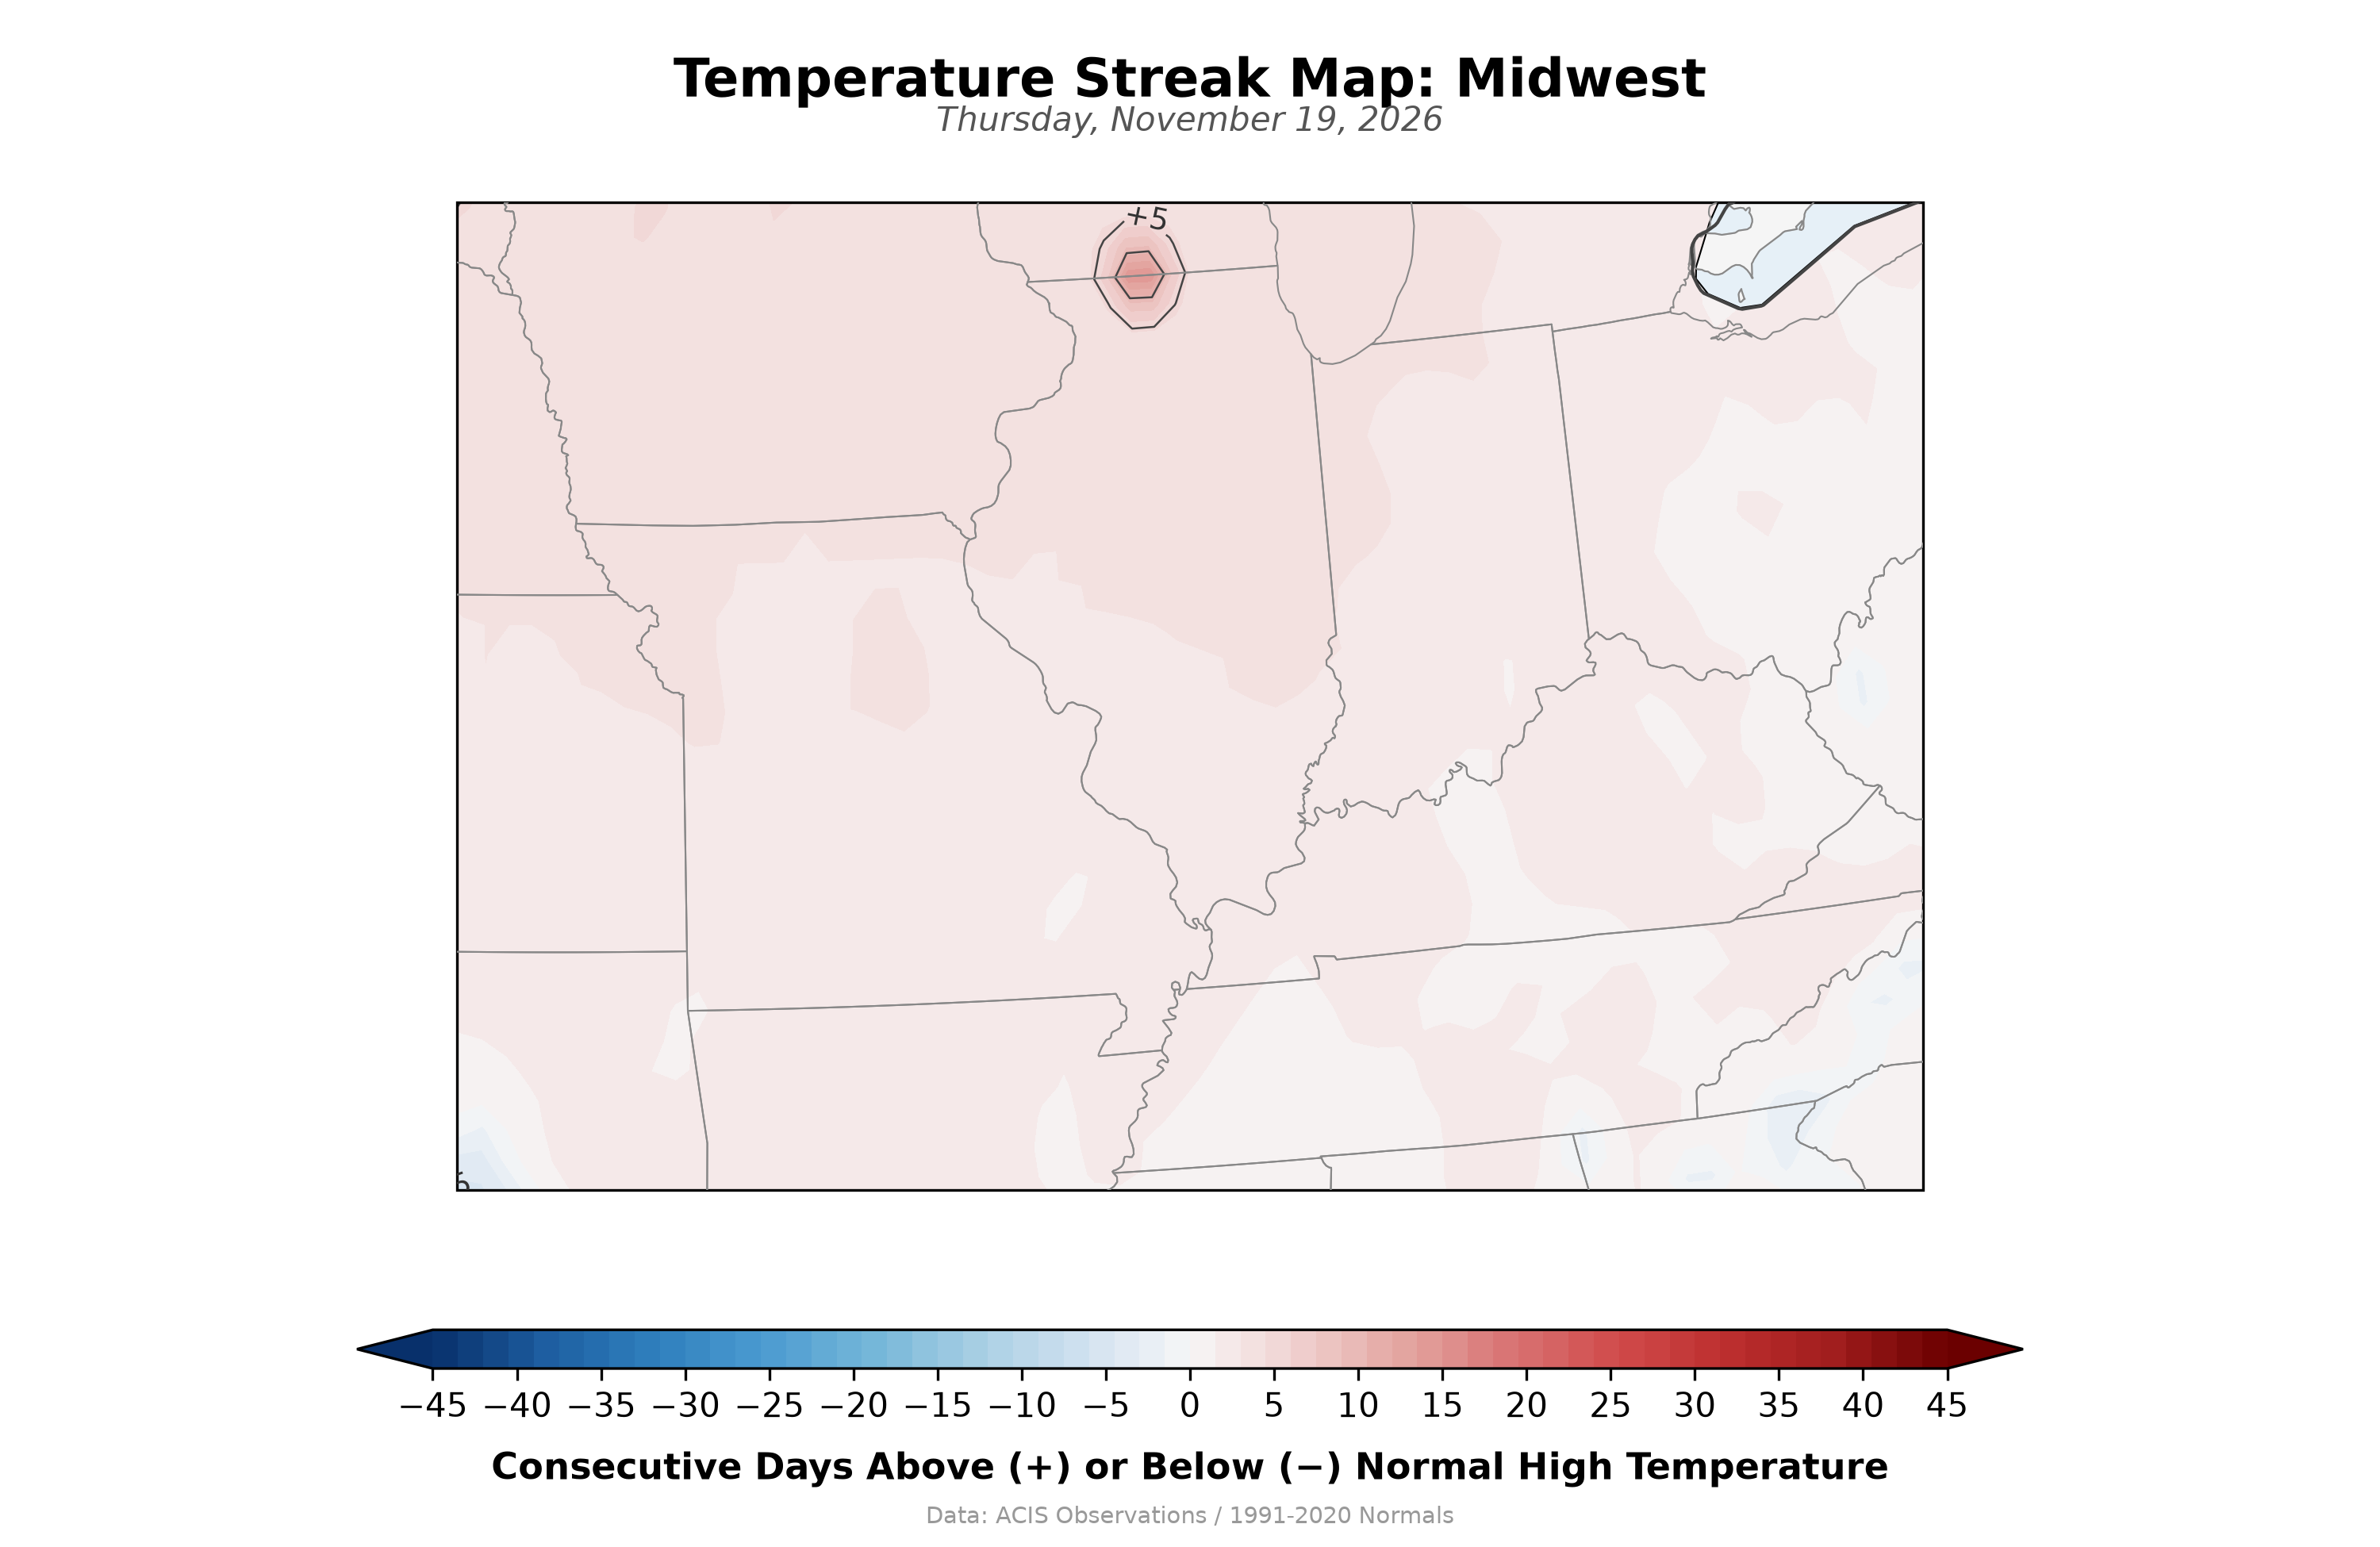 Temperature Streak Map: Midwest
Thursday, November 19, 2026
+5
−45 −40 −35 −30 −25 −20 −15 −10 −5 0 5 10 15 20 25 30 35 40 45
Consecutive Days Above (+) or Below (−) Normal High Temperature
Data: ACIS Observations / 1991-2020 Normals